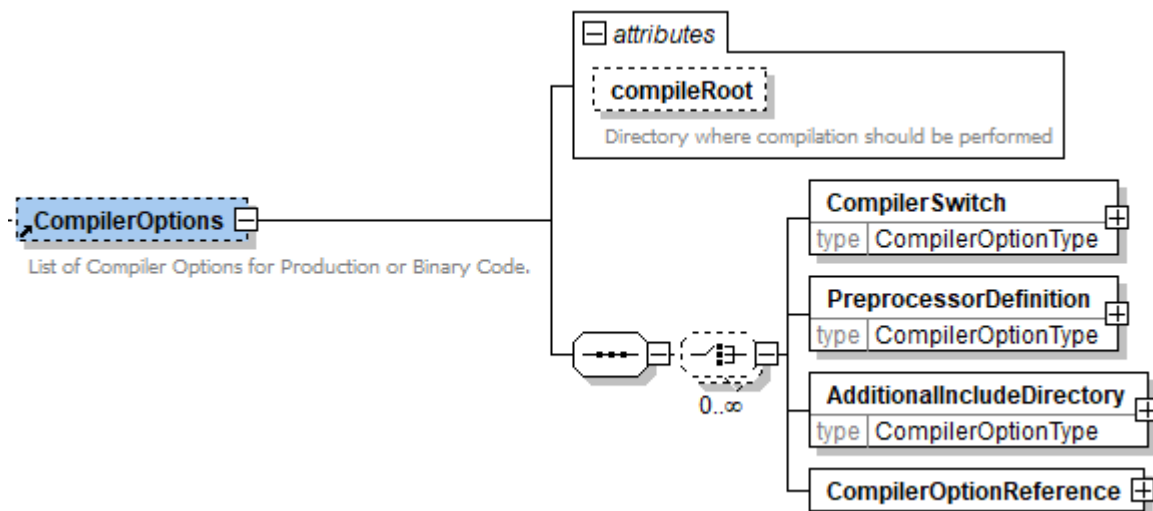 attributes
compileRoot
Directory where compilation should be performed
CompilerOptions
List of Compiler Options for Production or Binary Code.
CompilerSwitch
type CompilerOptionType
PreprocessorDefinition
type CompilerOptionType
0..∞
AdditionalIncludeDirectory
type CompilerOptionType
CompilerOptionReference